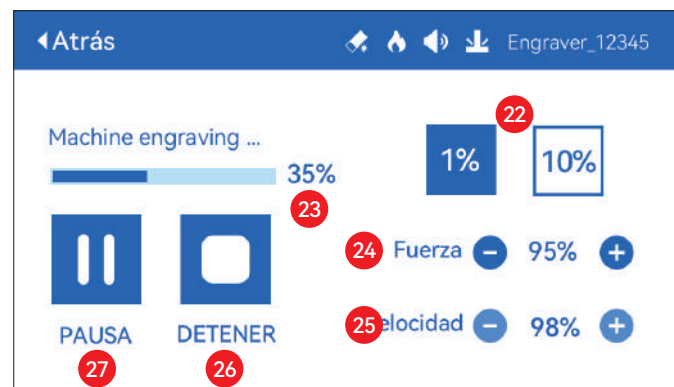 Atrás Engraver_12345
22
Machine engraving ...
1% 10%
35%
23
24 Fuerza − 95% +
25 elocidad − 98% +
PAUSA DETENER
27 26